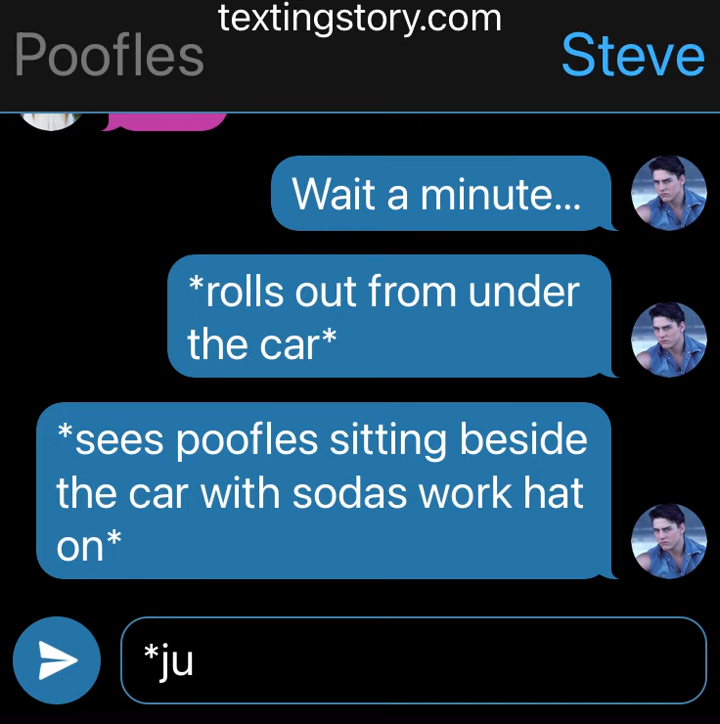 textingstory.com
Poofles
Steve
Wait a minute...
*rolls out from under
the car*
*sees poofles sitting beside
the car with sodas work hat
on*
*ju